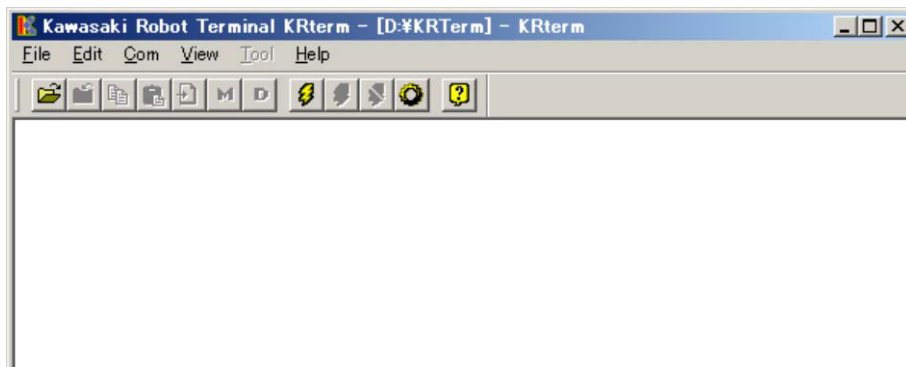 Kawasaki Robot Terminal KRterm - [D:¥KRTerm] - KRterm
File Edit Com View Tool Help
M D